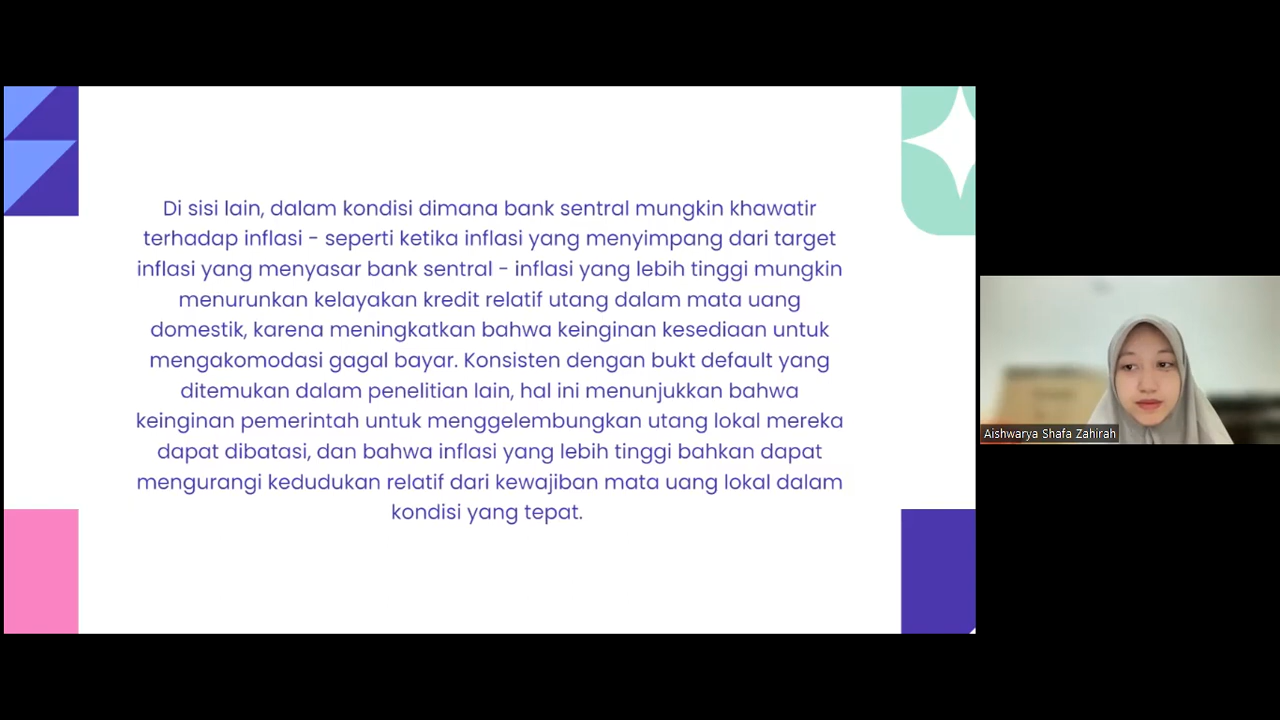 Di sisi lain, dalam kondisi dimana bank sentral mungkin khawatir
terhadap inflasi - seperti ketika inflasi yang menyimpang dari target
inflasi yang menyasar bank sentral - inflasi yang lebih tinggi mungkin
menurunkan kelayakan kredit relatif utang dalam mata uang
domestik, karena meningkatkan bahwa keinginan kesediaan untuk
mengakomodasi gagal bayar. Konsisten dengan bukt default yang
ditemukan dalam penelitian lain, hal ini menunjukkan bahwa
keinginan pemerintah untuk menggelembungkan utang lokal mereka
dapat dibatasi, dan bahwa inflasi yang lebih tinggi bahkan dapat
mengurangi kedudukan relatif dari kewajiban mata uang lokal dalam
kondisi yang tepat.
Aishwarya Shafa Zahirah